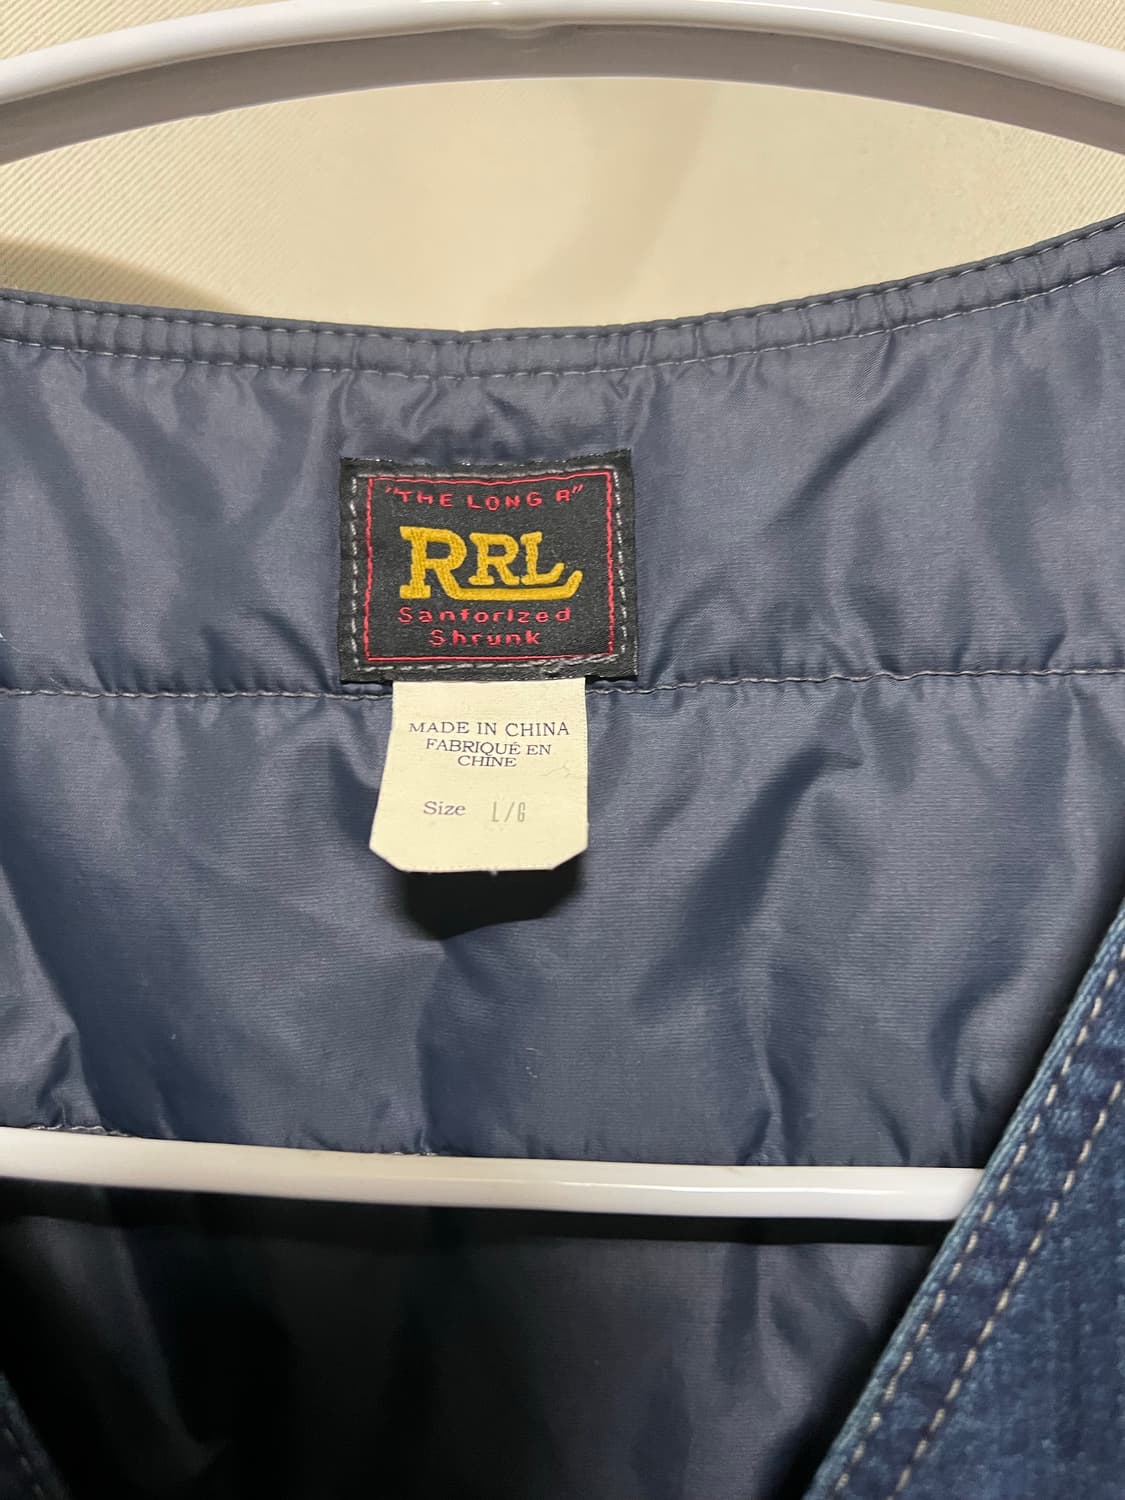 "THE LONG R"
RRL
Sanforized
Shrunk
MADE IN CHINA
FABRIQUÉ EN
CHINE
Size L/G